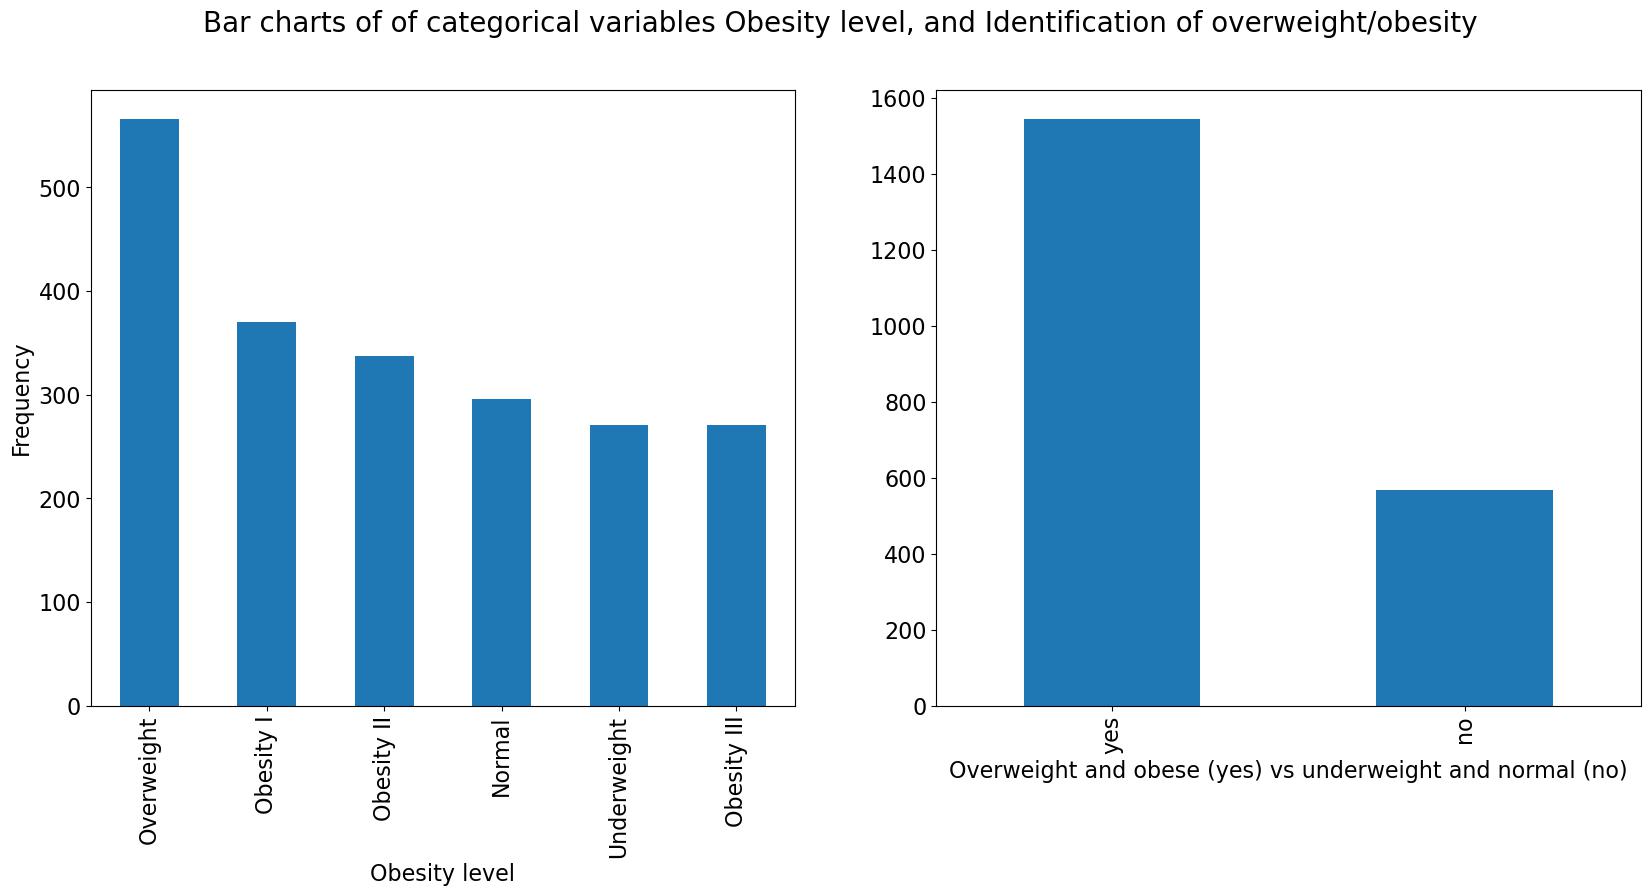 Bar charts of of categorical variables Obesity level, and Identification of overweight/obesity
Frequency
500
400
300
200
100
0
Overweight
Obesity I
Obesity II
Normal
Underweight
Obesity III
Obesity level
1600
1400
1200
1000
800
600
400
200
0
yes
no
Overweight and obese (yes) vs underweight and normal (no)